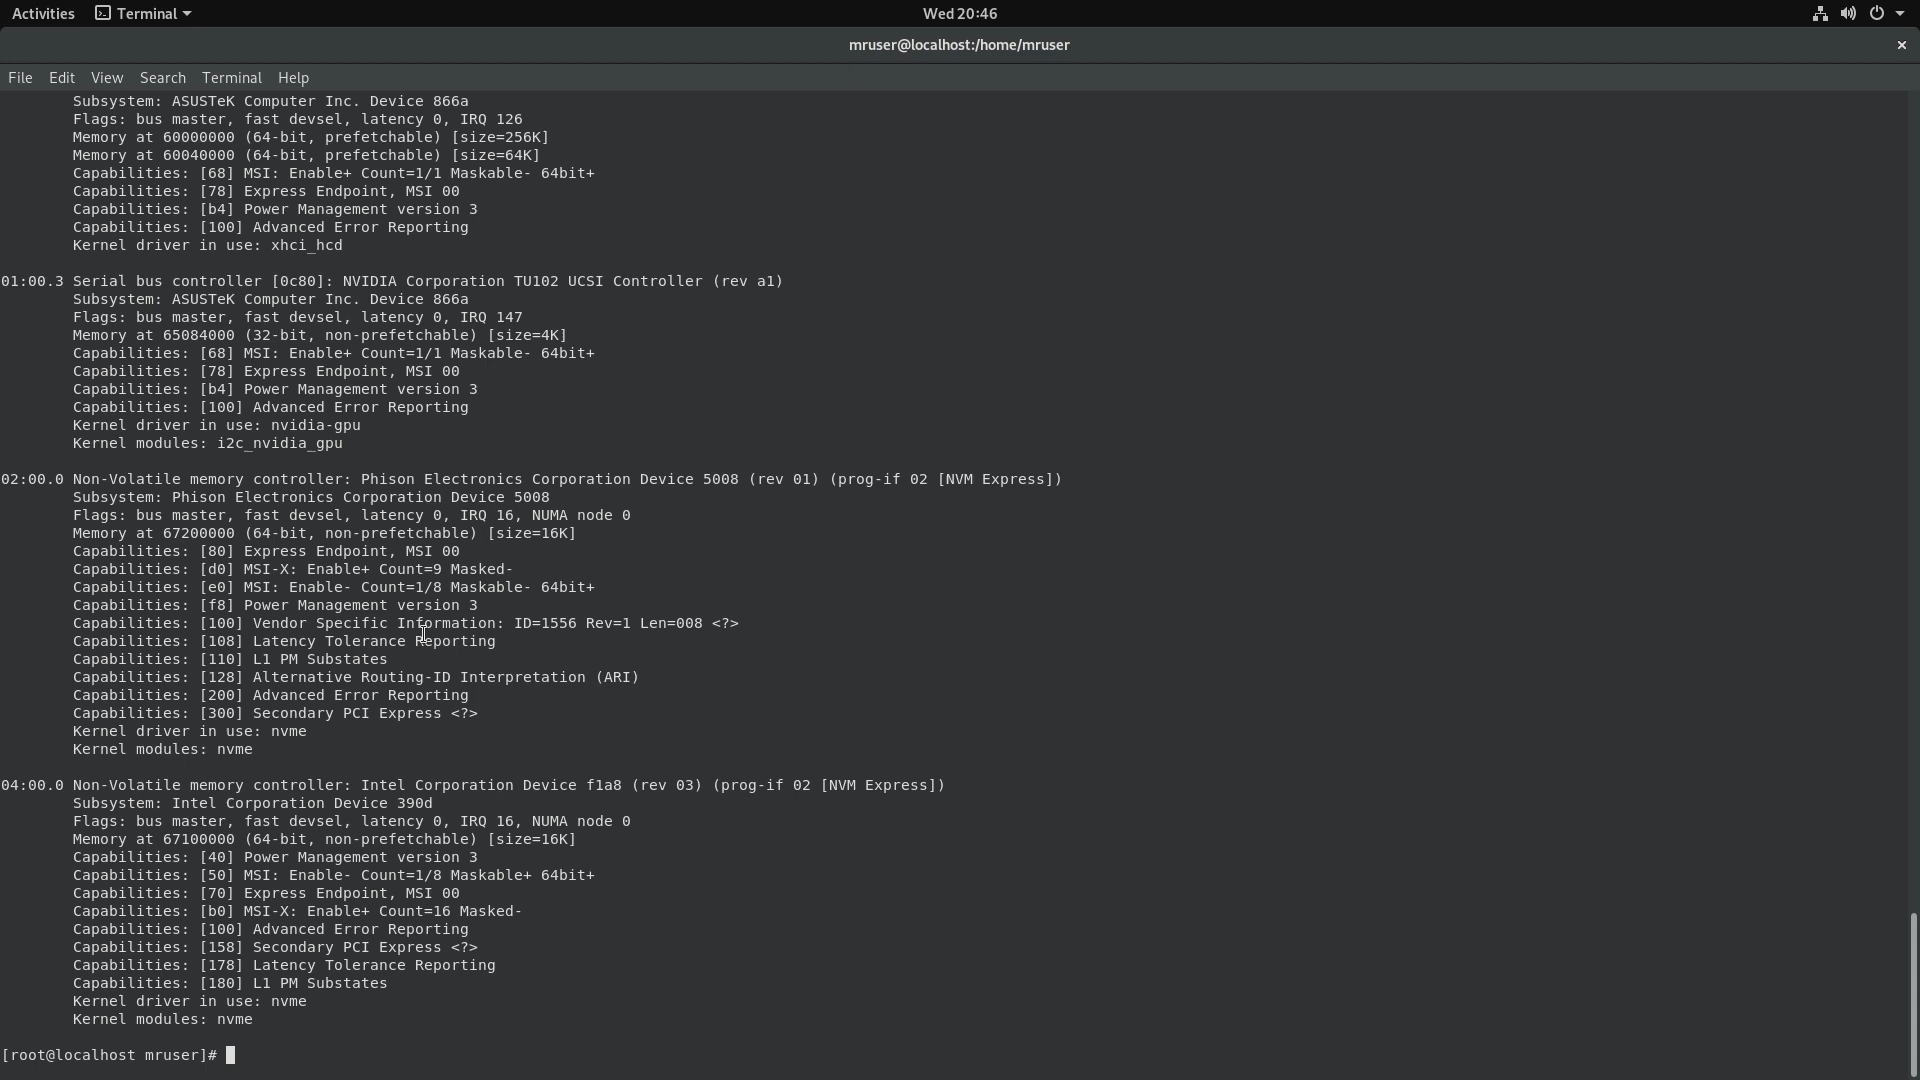 Activities Terminal Wed 20:46
mruser@localhost:/home/mruser ×
File Edit View Search Terminal Help
Subsystem: ASUSTeK Computer Inc. Device 866a
Flags: bus master, fast devsel, latency 0, IRQ 126
Memory at 60000000 (64-bit, prefetchable) [size=256K]
Memory at 60040000 (64-bit, prefetchable) [size=64K]
Capabilities: [68] MSI: Enable+ Count=1/1 Maskable- 64bit+
Capabilities: [78] Express Endpoint, MSI 00
Capabilities: [b4] Power Management version 3
Capabilities: [100] Advanced Error Reporting
Kernel driver in use: xhci_hcd
01:00.3 Serial bus controller [0c80]: NVIDIA Corporation TU102 UCSI Controller (rev a1)
Subsystem: ASUSTeK Computer Inc. Device 866a
Flags: bus master, fast devsel, latency 0, IRQ 147
Memory at 65084000 (32-bit, non-prefetchable) [size=4K]
Capabilities: [68] MSI: Enable+ Count=1/1 Maskable- 64bit+
Capabilities: [78] Express Endpoint, MSI 00
Capabilities: [b4] Power Management version 3
Capabilities: [100] Advanced Error Reporting
Kernel driver in use: nvidia-gpu
Kernel modules: i2c_nvidia_gpu
02:00.0 Non-Volatile memory controller: Phison Electronics Corporation Device 5008 (rev 01) (prog-if 02 [NVM Express])
Subsystem: Phison Electronics Corporation Device 5008
Flags: bus master, fast devsel, latency 0, IRQ 16, NUMA node 0
Memory at 67200000 (64-bit, non-prefetchable) [size=16K]
Capabilities: [80] Express Endpoint, MSI 00
Capabilities: [d0] MSI-X: Enable+ Count=9 Masked-
Capabilities: [e0] MSI: Enable- Count=1/8 Maskable- 64bit+
Capabilities: [f8] Power Management version 3
Capabilities: [100] Vendor Specific Information: ID=1556 Rev=1 Len=008 <?>
Capabilities: [108] Latency Tolerance Reporting
Capabilities: [110] L1 PM Substates
Capabilities: [128] Alternative Routing-ID Interpretation (ARI)
Capabilities: [200] Advanced Error Reporting
Capabilities: [300] Secondary PCI Express <?>
Kernel driver in use: nvme
Kernel modules: nvme
04:00.0 Non-Volatile memory controller: Intel Corporation Device f1a8 (rev 03) (prog-if 02 [NVM Express])
Subsystem: Intel Corporation Device 390d
Flags: bus master, fast devsel, latency 0, IRQ 16, NUMA node 0
Memory at 67100000 (64-bit, non-prefetchable) [size=16K]
Capabilities: [40] Power Management version 3
Capabilities: [50] MSI: Enable- Count=1/8 Maskable+ 64bit+
Capabilities: [70] Express Endpoint, MSI 00
Capabilities: [b0] MSI-X: Enable+ Count=16 Masked-
Capabilities: [100] Advanced Error Reporting
Capabilities: [158] Secondary PCI Express <?>
Capabilities: [178] Latency Tolerance Reporting
Capabilities: [180] L1 PM Substates
Kernel driver in use: nvme
Kernel modules: nvme
[root@localhost mruser]#